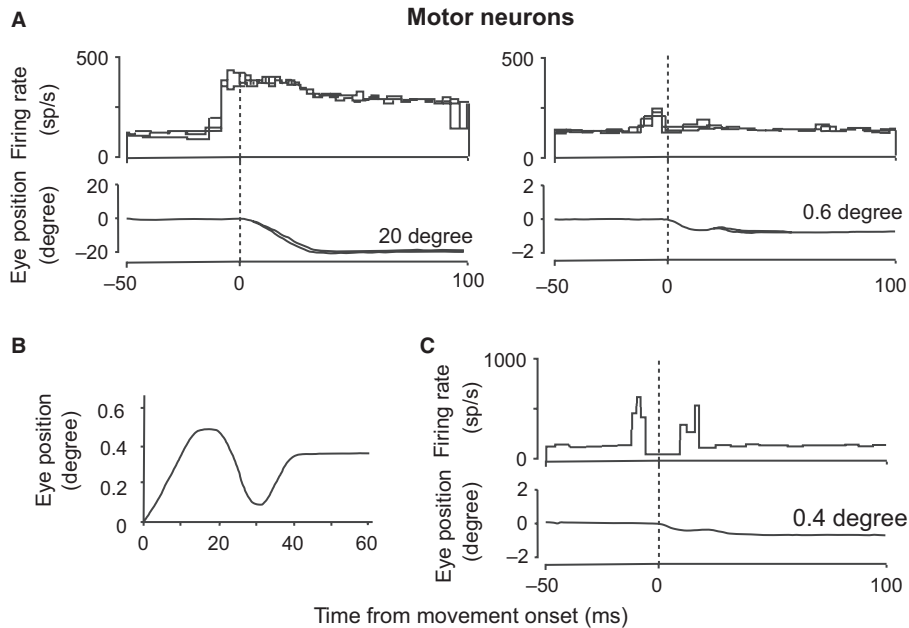 Motor neurons
A
Firing rate
(sp/s)
500
0
500
0
Eye position
(degree)
20
0
–20
20 degree
2
0
–2
0.6 degree
–50
0
100
–50
0
100
B
Eye position
(degree)
0.6
0.4
0.2
0
0
20
40
60
C
Firing rate
(sp/s)
1000
0
Eye position
(degree)
2
0
–2
0.4 degree
–50
0
100
Time from movement onset (ms)